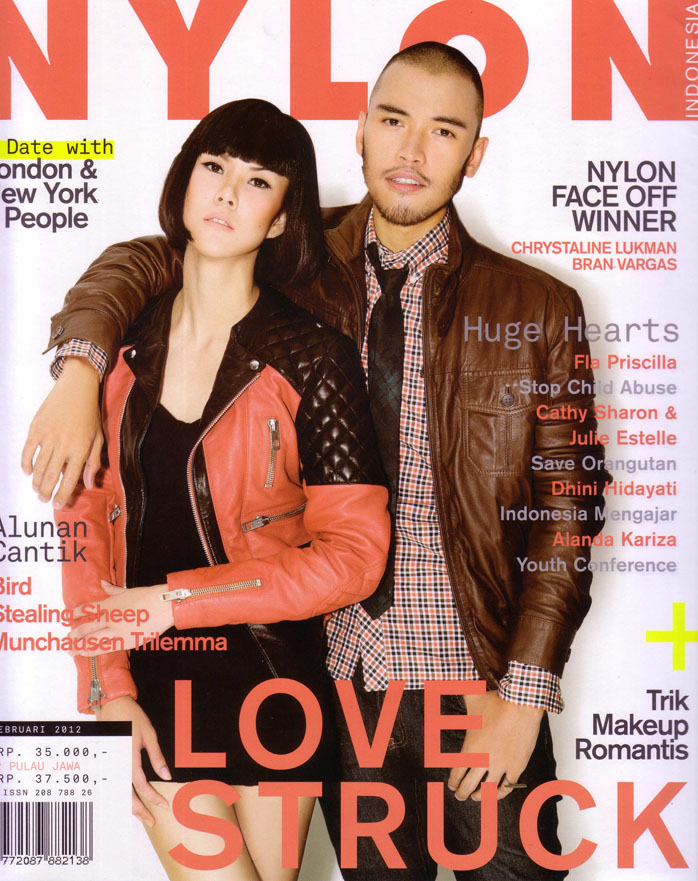 NYLON
INDONESIA
Date with
London &
ew York
People
NYLON
FACE OFF
WINNER
CHRYSTALINE LUKMAN
BRAN VARGAS
Huge Hearts
Fla Priscilla
Stop Child Abuse
Cathy Sharon &
Julie Estelle
Save Orangutan
Dhini Hidayati
Indonesia Mengajar
Alanda Kariza
Youth Conference
Alunan
Cantik
Bird
Stealing Sheep
Munchausen Trilemma
+
Trik
Makeup
Romantis
LOVE
STRUCK
EBRUARI 2012
RP. 35.000,-
PULAU JAWA
RP. 37.500,-
ISSN 208 788 26
772087 882138